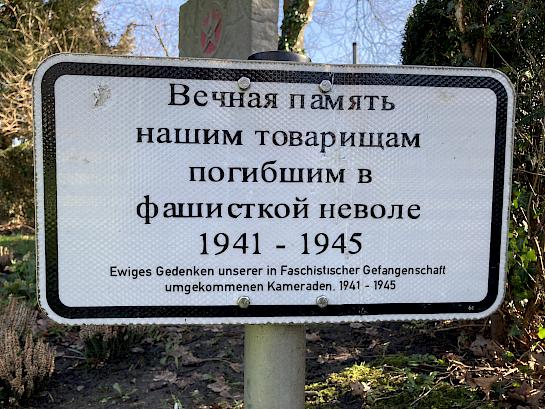 Вечная память
нашим товарищам
погибшим в
фашисткой неволе
1941 - 1945
Ewiges Gedenken unserer in Faschistischer Gefangenschaft
umgekommenen Kameraden. 1941 - 1945